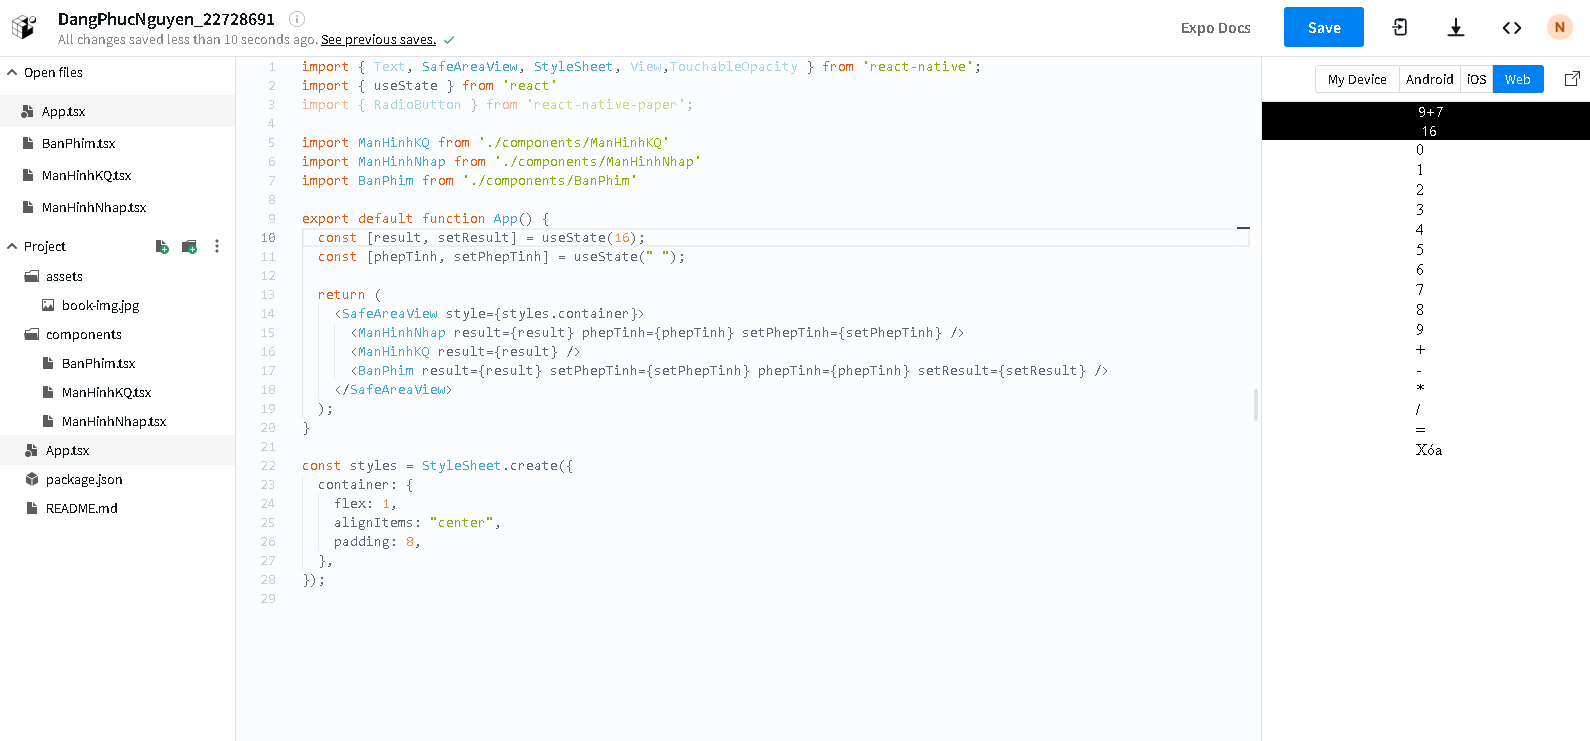 DangPhucNguyen_22728691
All changes saved less than 10 seconds ago. See previous saves.
Expo Docs
Save
N
Open files
App.tsx
BanPhim.tsx
ManHinhKQ.tsx
ManHinhNhap.tsx
Project
assets
book-img.jpg
components
BanPhim.tsx
ManHinhKQ.tsx
ManHinhNhap.tsx
App.tsx
package.json
README.md
1 import { Text, SafeAreaView, StyleSheet, View,TouchableOpacity } from 'react-native';
2 import { useState } from 'react'
3 import { RadioButton } from 'react-native-paper';
4
5 import ManHinhKQ from './components/ManHinhKQ'
6 import ManHinhNhap from './components/ManHinhNhap'
7 import BanPhim from './components/BanPhim'
8
9 export default function App() {
10 const [result, setResult] = useState(16);
11 const [phepTinh, setPhepTinh] = useState(" ");
12
13 return (
14 <SafeAreaView style={styles.container}>
15 <ManHinhNhap result={result} phepTinh={phepTinh} setPhepTinh={setPhepTinh} />
16 <ManHinhKQ result={result} />
17 <BanPhim result={result} setPhepTinh={setPhepTinh} phepTinh={phepTinh} setResult={setResult} />
18 </SafeAreaView>
19 );
20 }
21
22 const styles = StyleSheet.create({
23 container: {
24 flex: 1,
25 alignItems: "center",
26 padding: 8,
27 },
28 });
29
My Device Android iOS Web
9+7
16
0
1
2
3
4
5
6
7
8
9
+
-
*
/
=
Xóa